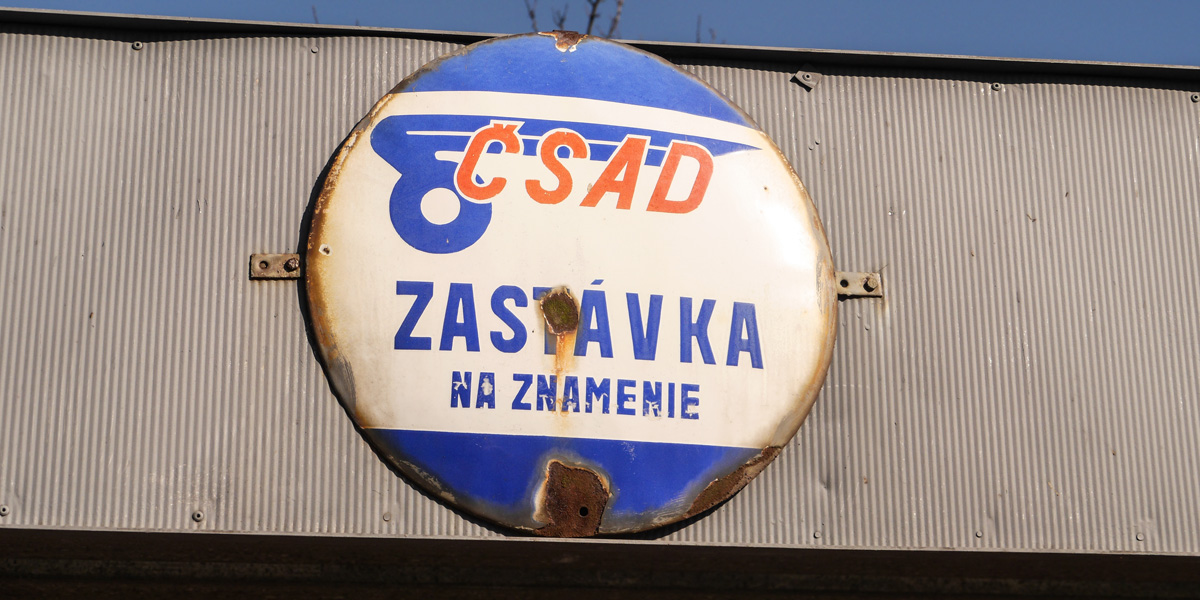 ČSAD
ZASTÁVKA
NA ZNAMENIE